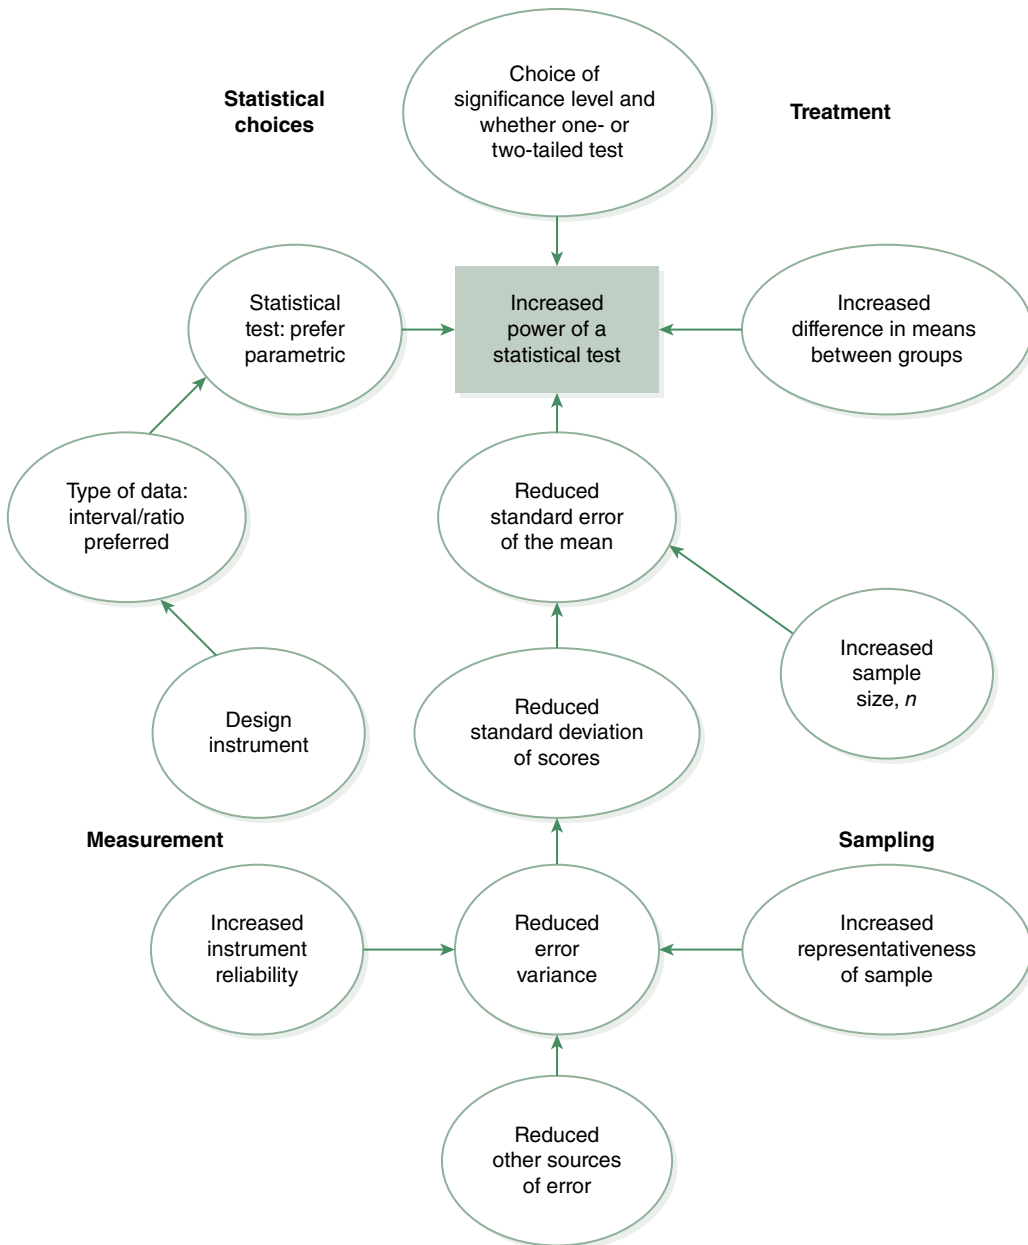 Statistical
choices
Choice of
significance level and
whether one- or
two-tailed test
Treatment
Statistical
test: prefer
parametric
Increased
power of a
statistical test
Increased
difference in means
between groups
Type of data:
interval/ratio
preferred
Reduced
standard error
of the mean
Increased
sample
size, n
Design
instrument
Reduced
standard deviation
of scores
Measurement
Sampling
Increased
instrument
reliability
Reduced
error
variance
Increased
representativeness
of sample
Reduced
other sources
of error